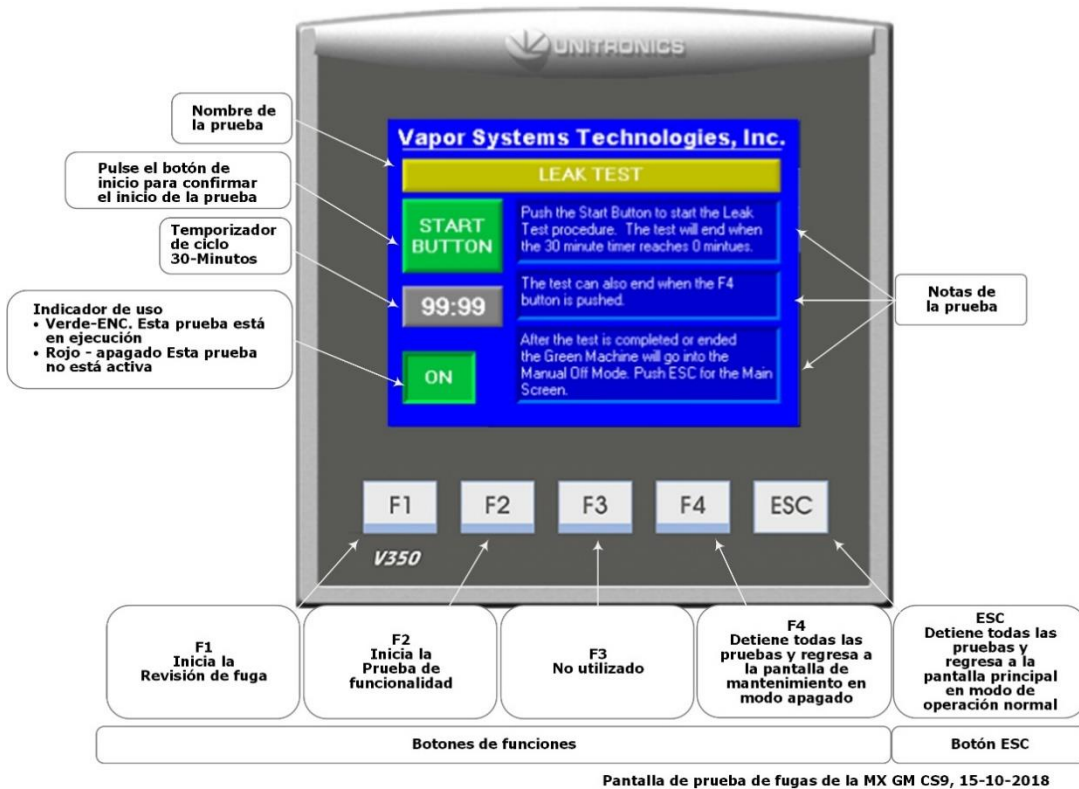 UNITRONICS
Nombre de
la prueba
Pulse el botón de
inicio para confirmar
el inicio de la prueba
Temporizador
de ciclo
30-Minutos
Indicador de uso
• Verde-ENC. Esta prueba está
en ejecución
• Rojo - apagado Esta prueba
no está activa
Vapor Systems Technologies, Inc.
LEAK TEST
START
BUTTON
Push the Start Button to start the Leak
Test procedure. The test will end when
the 30 minute timer reaches 0 mintues.
99:99
The test can also end when the F4
button is pushed.
ON
After the test is completed or ended
the Green Machine will go into the
Manual Off Mode. Push ESC for the Main
Screen.
Notas de
la prueba
F1
F2
F3
F4
ESC
V350
F1
Inicia la
Revisión de fuga
F2
Inicia la
Prueba de
funcionalidad
F3
No utilizado
F4
Detiene todas las
pruebas y regresa a
la pantalla de
mantenimiento en
modo apagado
ESC
Detiene todas las
pruebas y
regresa a la
pantalla principal
en modo de
operación normal
Botones de funciones
Botón ESC
Pantalla de prueba de fugas de la MX GM CS9, 15-10-2018